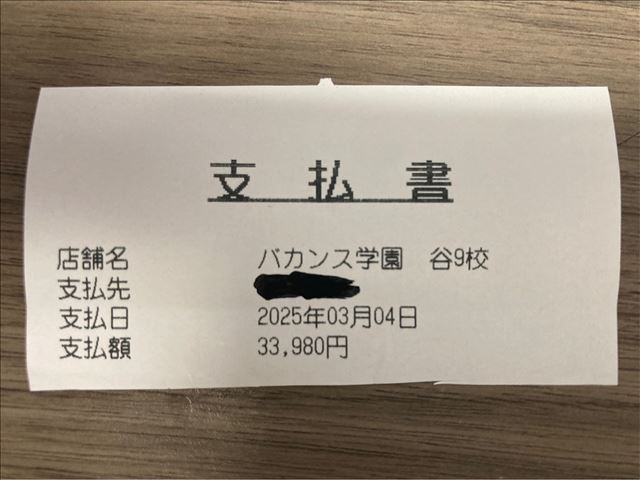 支払書
店舗名 バカンス学園 谷9校
支払先
支払日 2025年03月04日
支払額 33,980円